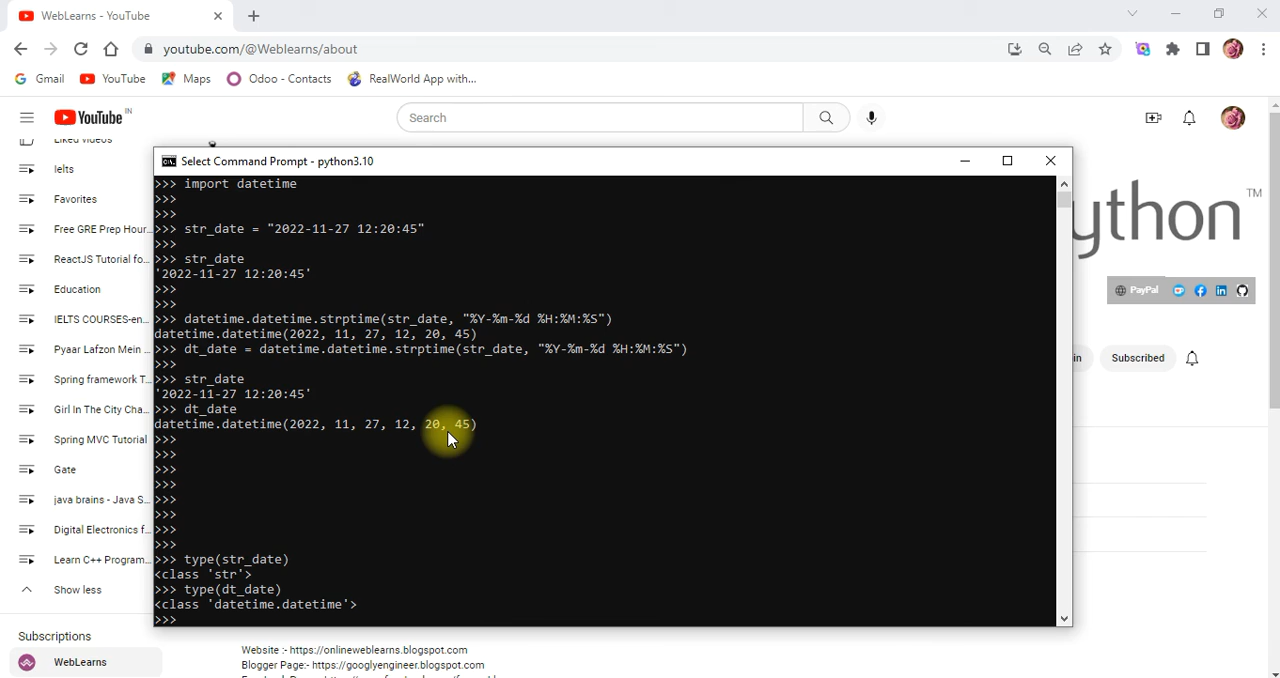 WebLearns - YouTube
youtube.com/@Weblearns/about
Gmail
YouTube
Maps
Odoo - Contacts
RealWorld App with...
YouTube IN
Search
Liked videos
Ielts
Favorites
Free GRE Prep Hour...
ReactJS Tutorial fo...
Education
IELTS COURSES-en...
Pyaar Lafzon Mein ...
Spring framework T...
Girl In The City Cha...
Spring MVC Tutorial
Gate
java brains - Java S...
Digital Electronics f...
Learn C++ Program...
Show less
Subscriptions
WebLearns
Select Command Prompt - python3.10
>>> import datetime
>>>
>>>
>>> str_date = "2022-11-27 12:20:45"
>>>
>>> str_date
'2022-11-27 12:20:45'
>>>
>>>
>>> datetime.datetime.strptime(str_date, "%Y-%m-%d %H:%M:%S")
datetime.datetime(2022, 11, 27, 12, 20, 45)
>>> dt_date = datetime.datetime.strptime(str_date, "%Y-%m-%d %H:%M:%S")
>>>
>>> str_date
'2022-11-27 12:20:45'
>>> dt_date
datetime.datetime(2022, 11, 27, 12, 20, 45)
>>>
>>>
>>>
>>>
>>>
>>>
>>>
>>>
>>> type(str_date)
<class 'str'>
>>> type(dt_date)
<class 'datetime.datetime'>
>>>
ython TM
PayPal
in
Subscribed
Website :- https://onlineweblearns.blogspot.com
Blogger Page:- https://googlyengineer.blogspot.com